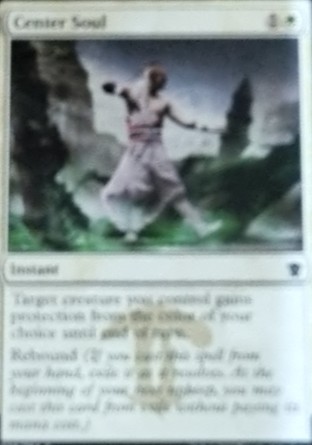 Center Soul
Instant
Target creature you control gains
protection from the color of your
choice until end of turn.
Rebound (If you cast this spell from
your hand, exile it as it resolves. At the
beginning of your next upkeep, you may
cast this card from exile without paying its
mana cost.)